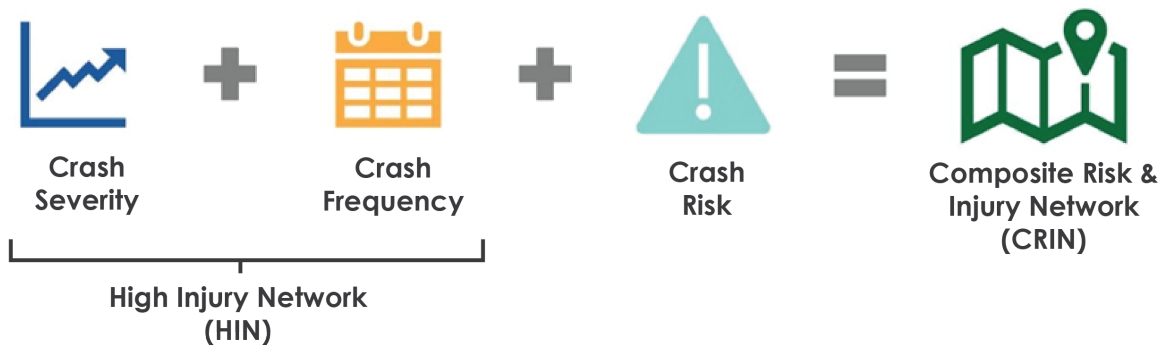 Crash
Severity
Crash
Frequency
Crash
Risk
Composite Risk &
Injury Network
(CRIN)
High Injury Network
(HIN)